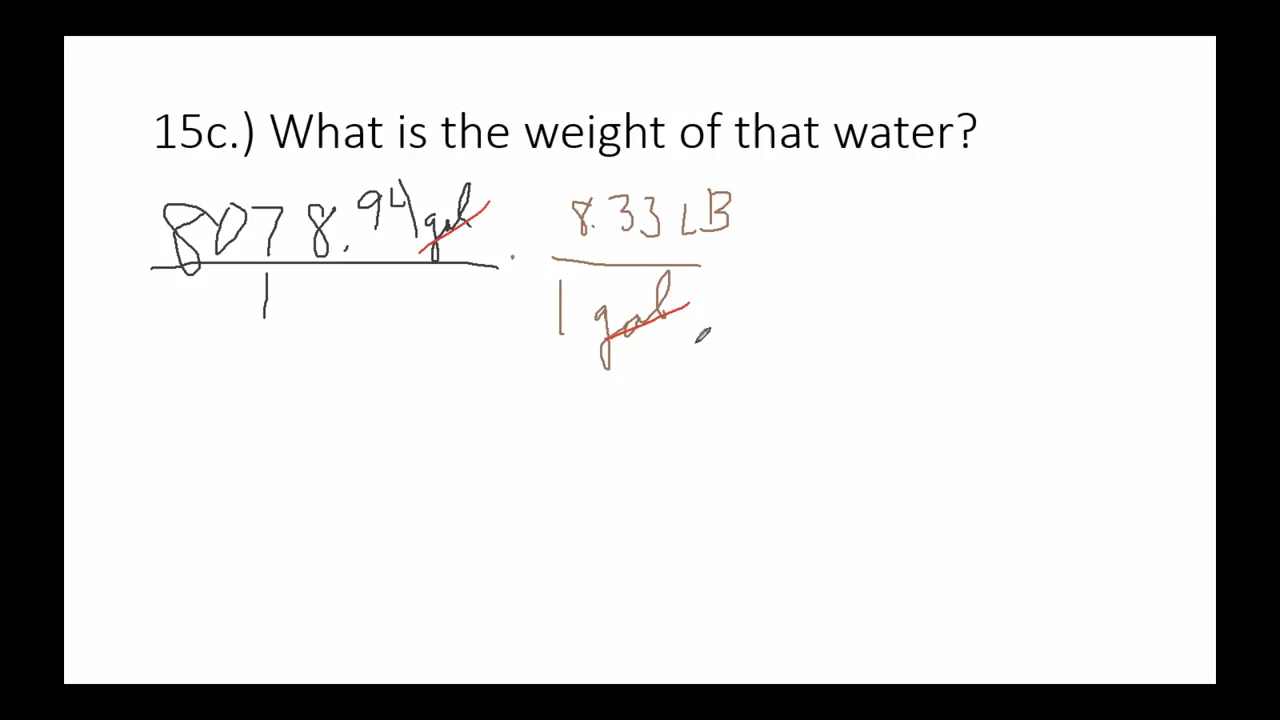 15c.) What is the weight of that water?
8078.94 gal . 8.33 LB
1 1 gal